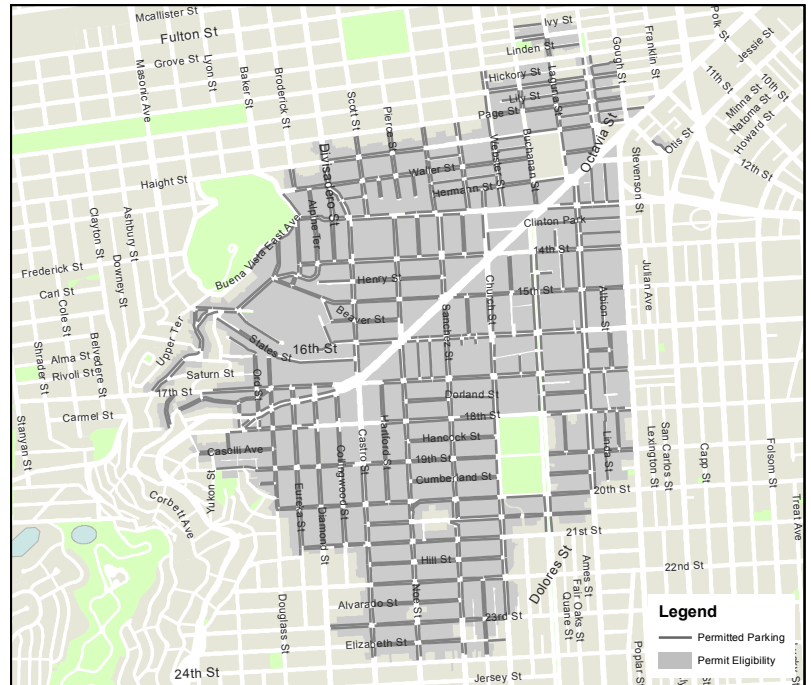 Mcallister St
Fulton St
Grove St
Masonic Ave
Lyon St
Baker St
Broderick St
Scott St
Pierce St
Ivy St
Linden St
Hickory St
Laguna St
Lily St
Page St
Gough St
Franklin St
Polk St
Jessie St
11th St
10th St
Minna St
Natoma St
Howard St
Otis St
12th St
Octavia St
Stevenson St
Divisadero St
Waller St
Webster St
Buchanan St
Hermann St
Haight St
Alpine Ter
Buena Vista East Ave
Clinton Park
14th St
Clayton St
Ashbury St
Downey St
Frederick St
Carl St
Cole St
Henry St
Church St
15th St
Albion St
Julian Ave
Beaver St
Sanchez St
Upper Ter
States St
16th St
Belvedere St
Shrader St
Alma St
Rivoli St
Saturn St
Ord St
17th St
Carmel St
Stanyan St
Dorland St
18th St
Hartford St
Hancock St
Castro St
19th St
Collingwood St
Cumberland St
Casolli Ave
Yukon St
Corbett Ave
Eureka St
Diamond St
Linda St
San Carlos St
Lexington St
Capp St
Folsom St
Treat Ave
20th St
21st St
22nd St
Hill St
Dolores St
Ames St
Fair Oaks St
Quane St
Noe St
Alvarado St
Douglass St
23rd St
Elizabeth St
24th St
Jersey St
Poplar St
Legend
Permitted Parking
Permit Eligibility